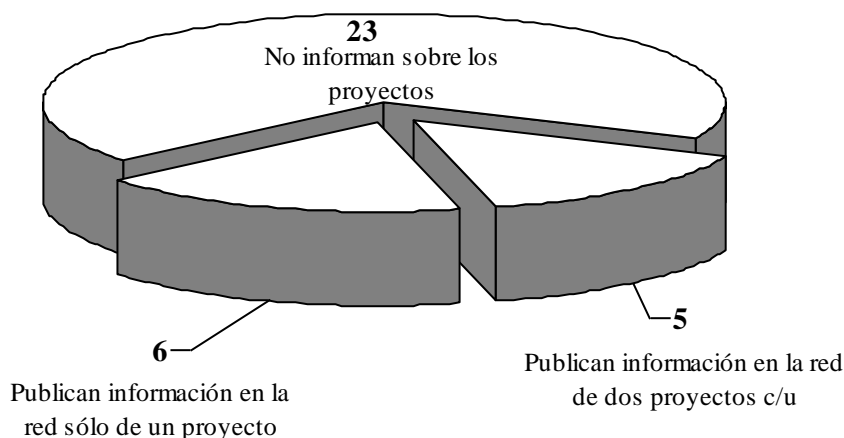 23
No informan sobre los
proyectos
6
Publican información en la
red sólo de un proyecto
5
Publican información en la red
de dos proyectos c/u